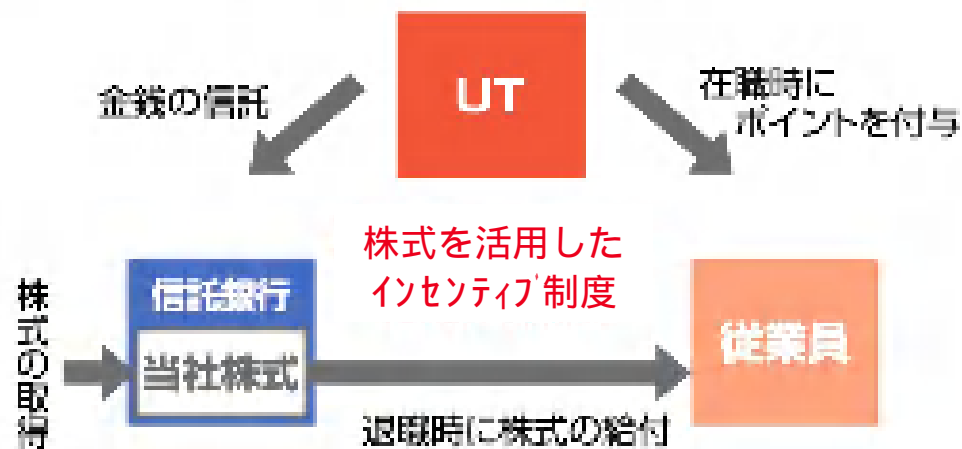 UT
金銭の信託
在職時に
ポイントを付与
株式を活用した
インセンティブ制度
株式の取得
信託銀行
当社株式
従業員
退職時に株式の給付